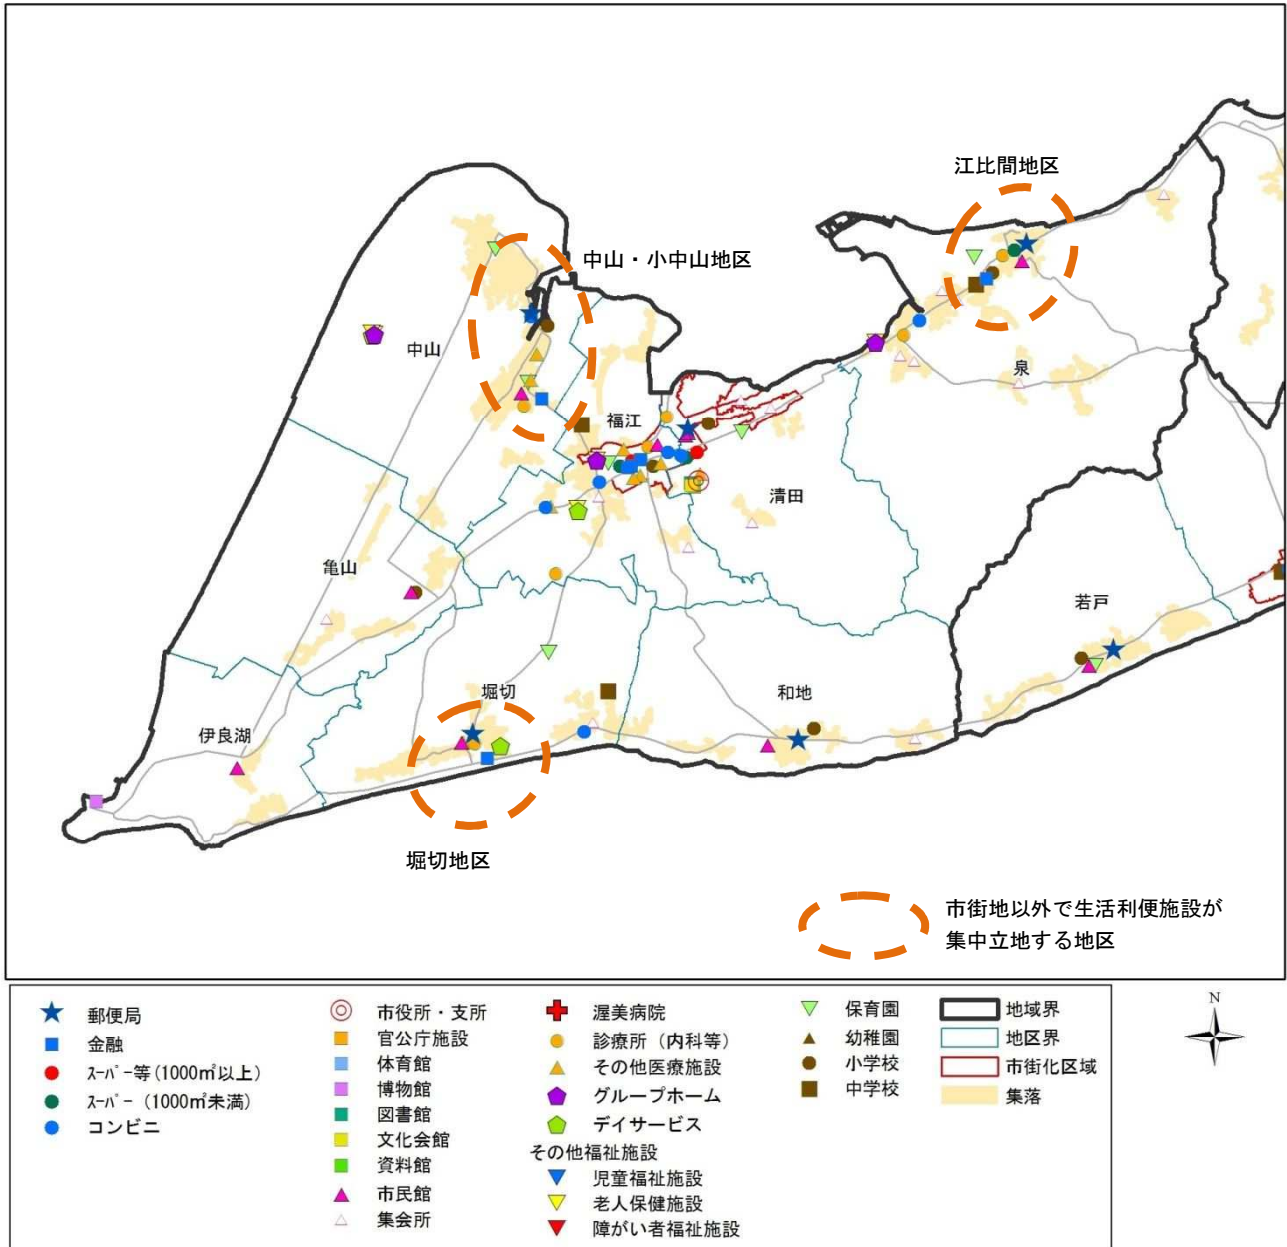 江比間地区
中山・小中山地区
中山
福江
泉
清田
亀山
若戸
堀切
和地
伊良湖
堀切地区
市街地以外で生活利便施設が
集中立地する地区
郵便局
金融
スーパー等(1000㎡以上)
スーパー(1000㎡未満)
コンビニ
市役所・支所
官公庁施設
体育館
博物館
図書館
文化会館
資料館
市民館
集会所
渥美病院
診療所(内科等)
その他医療施設
グループホーム
デイサービス
その他福祉施設
児童福祉施設
老人保健施設
障がい者福祉施設
保育園
幼稚園
小学校
中学校
地域界
地区界
市街化区域
集落
N